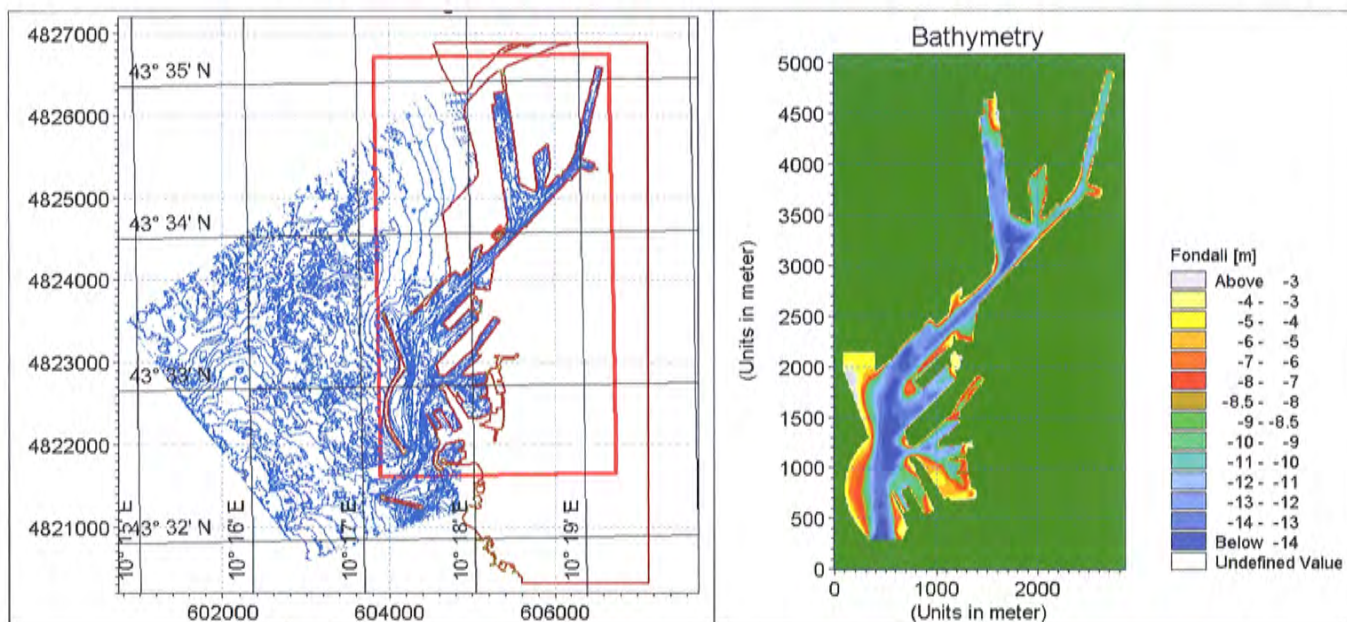 4827000
4826000
4825000
4824000
4823000
4822000
4821000
43° 35' N
43° 34' N
43° 33' N
43° 32' N
10° 16' E
10° 17' E
10° 18' E
10° 19' E
602000
604000
606000
Bathymetry
5000
4500
4000
3500
3000
2500
2000
1500
1000
500
0
(Units in meter)
0
1000
2000
(Units in meter)
Fondali [m]
Above -3
-4 - -3
-5 - -4
-6 - -5
-7 - -6
-8 - -7
-8.5 - -8
-9 - -8.5
-10 - -9
-11 - -10
-12 - -11
-13 - -12
-14 - -13
Below -14
Undefined Value